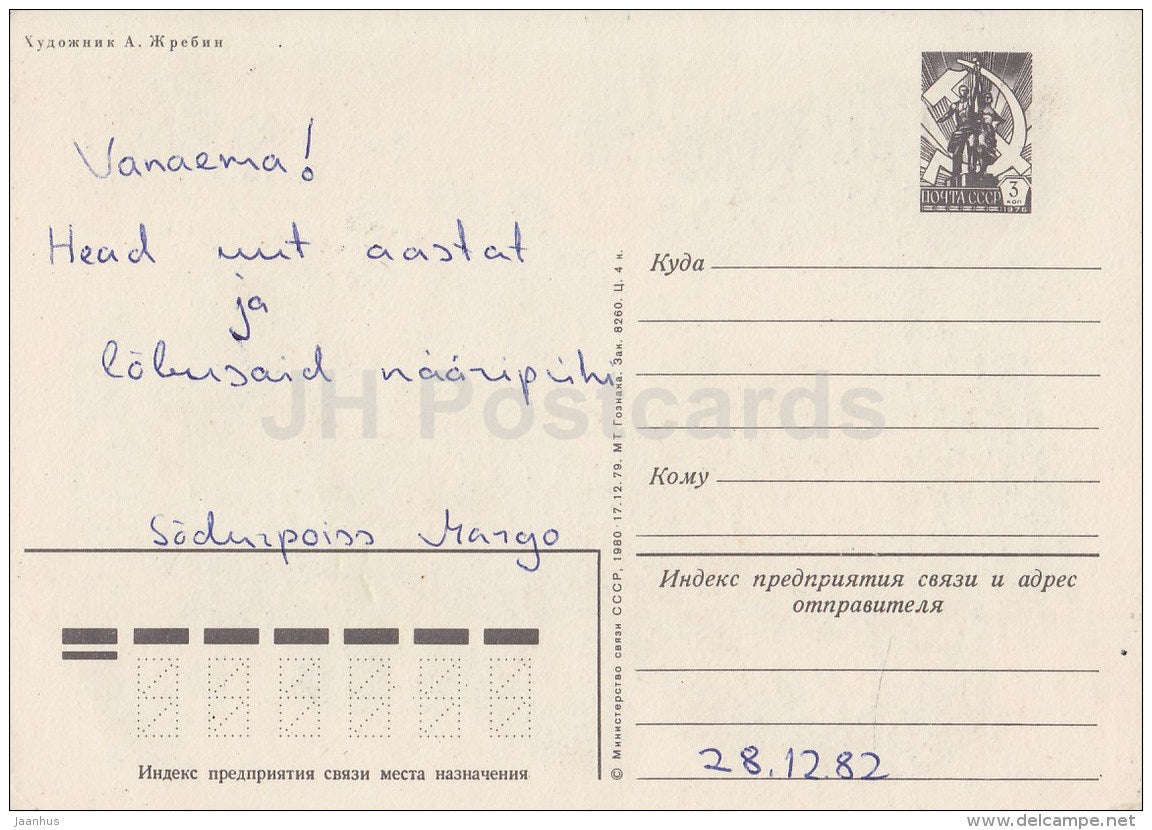 Художник А. Жребин
Vanaema!
Head uut aastat
ja
lõbusaid nääripühi
Sõdurpoiss Margo
Индекс предприятия связи места назначения
© Министерство связи СССР, 1980 · 17.12.79. МТ Гознака. Зак. 8260. Ц. 4 к.
ПОЧТА СССР
3
коп
1976
Куда
Кому
Индекс предприятия связи и адрес
отправителя
28.12.82
JH Postcards
Jaanhus
www.delcampe.net